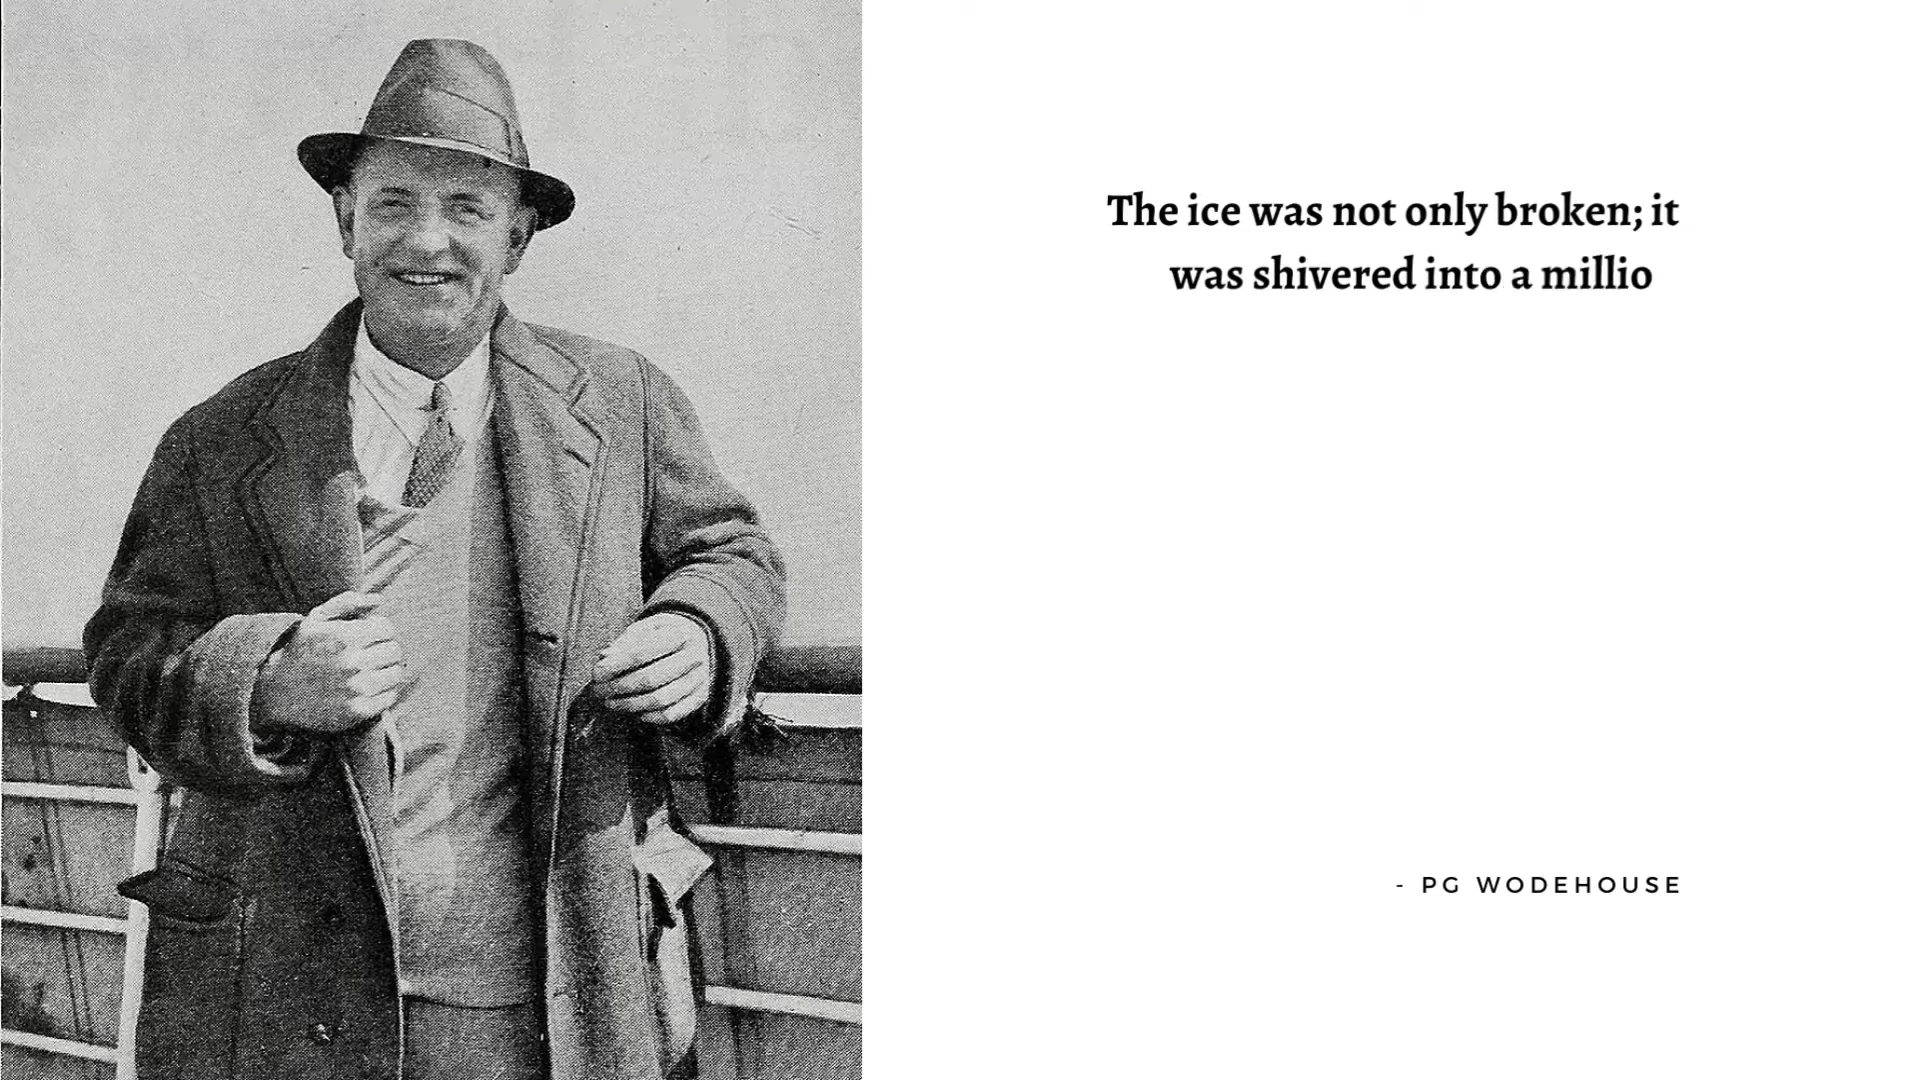 The ice was not only broken; it
was shivered into a millio
- PG WODEHOUSE